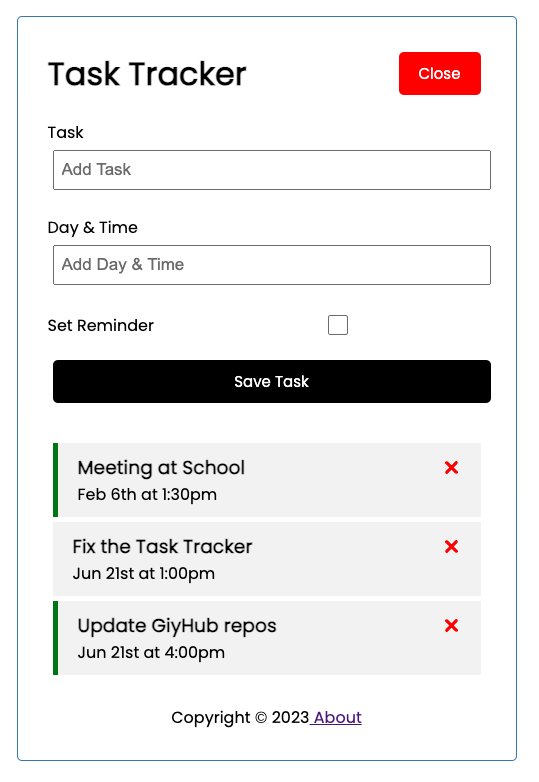 Task Tracker
Close
Task
Add Task
Day & Time
Add Day & Time
Set Reminder
Save Task
Meeting at School
Feb 6th at 1:30pm
Fix the Task Tracker
Jun 21st at 1:00pm
Update GiyHub repos
Jun 21st at 4:00pm
Copyright © 2023 About